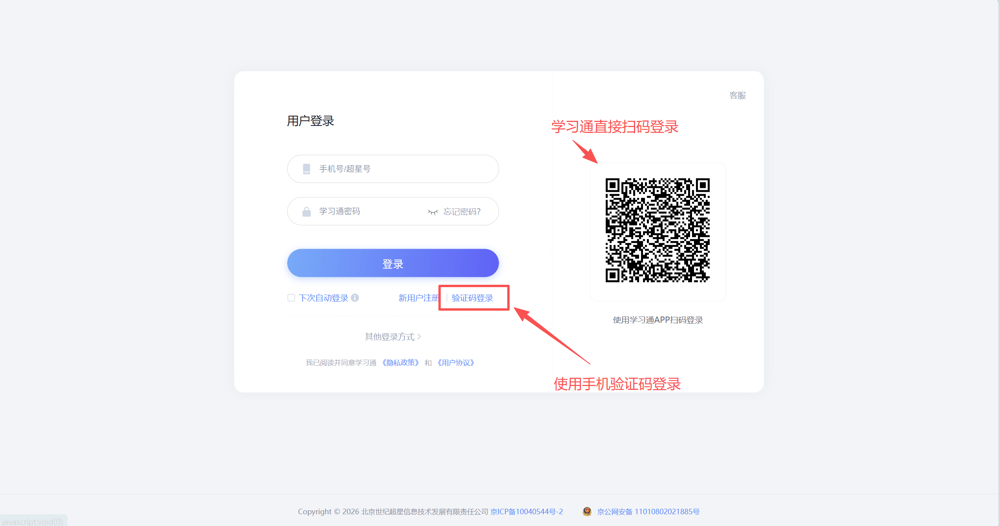 客服
用户登录
学习通直接扫码登录
手机号/超星号
学习通密码
忘记密码?
登录
下次自动登录
新用户注册
验证码登录
使用学习通APP扫码登录
其他登录方式
我已阅读并同意学习通《隐私政策》和《用户协议》
使用手机验证码登录
Copyright © 2026 北京世纪超星信息技术发展有限责任公司 京ICP备10040544号-2 京公网安备 11010802021885号
javascript:void(0)